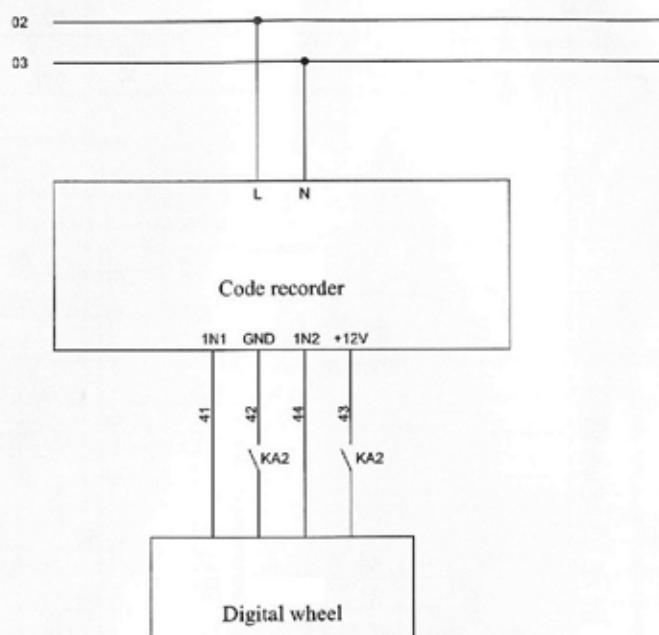 02
03
L N
Code recorder
1N1 GND 1N2 +12V
41 42 44 43
KA2 KA2
Digital wheel